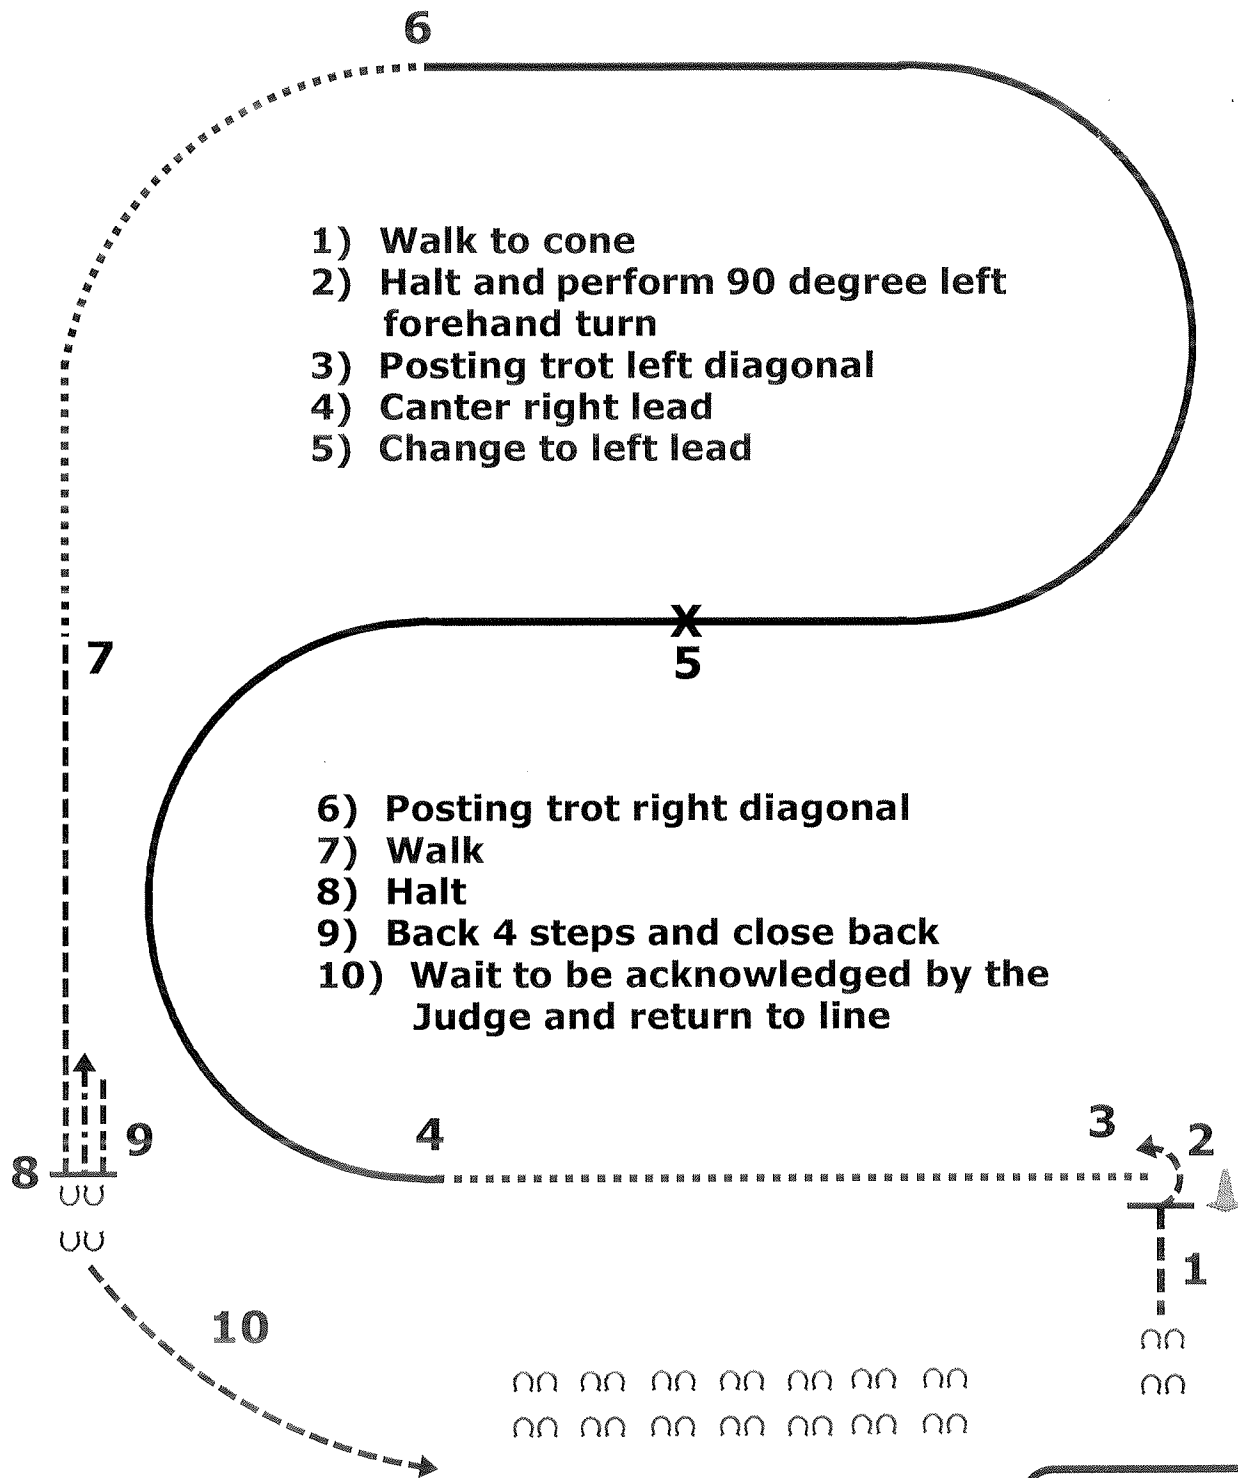 6
1) Walk to cone
2) Halt and perform 90 degree left
forehand turn
3) Posting trot left diagonal
4) Canter right lead
5) Change to left lead
X
7
5
6) Posting trot right diagonal
7) Walk
8) Halt
9) Back 4 steps and close back
10) Wait to be acknowledged by the
Judge and return to line
3
4
2
9
8
1
10